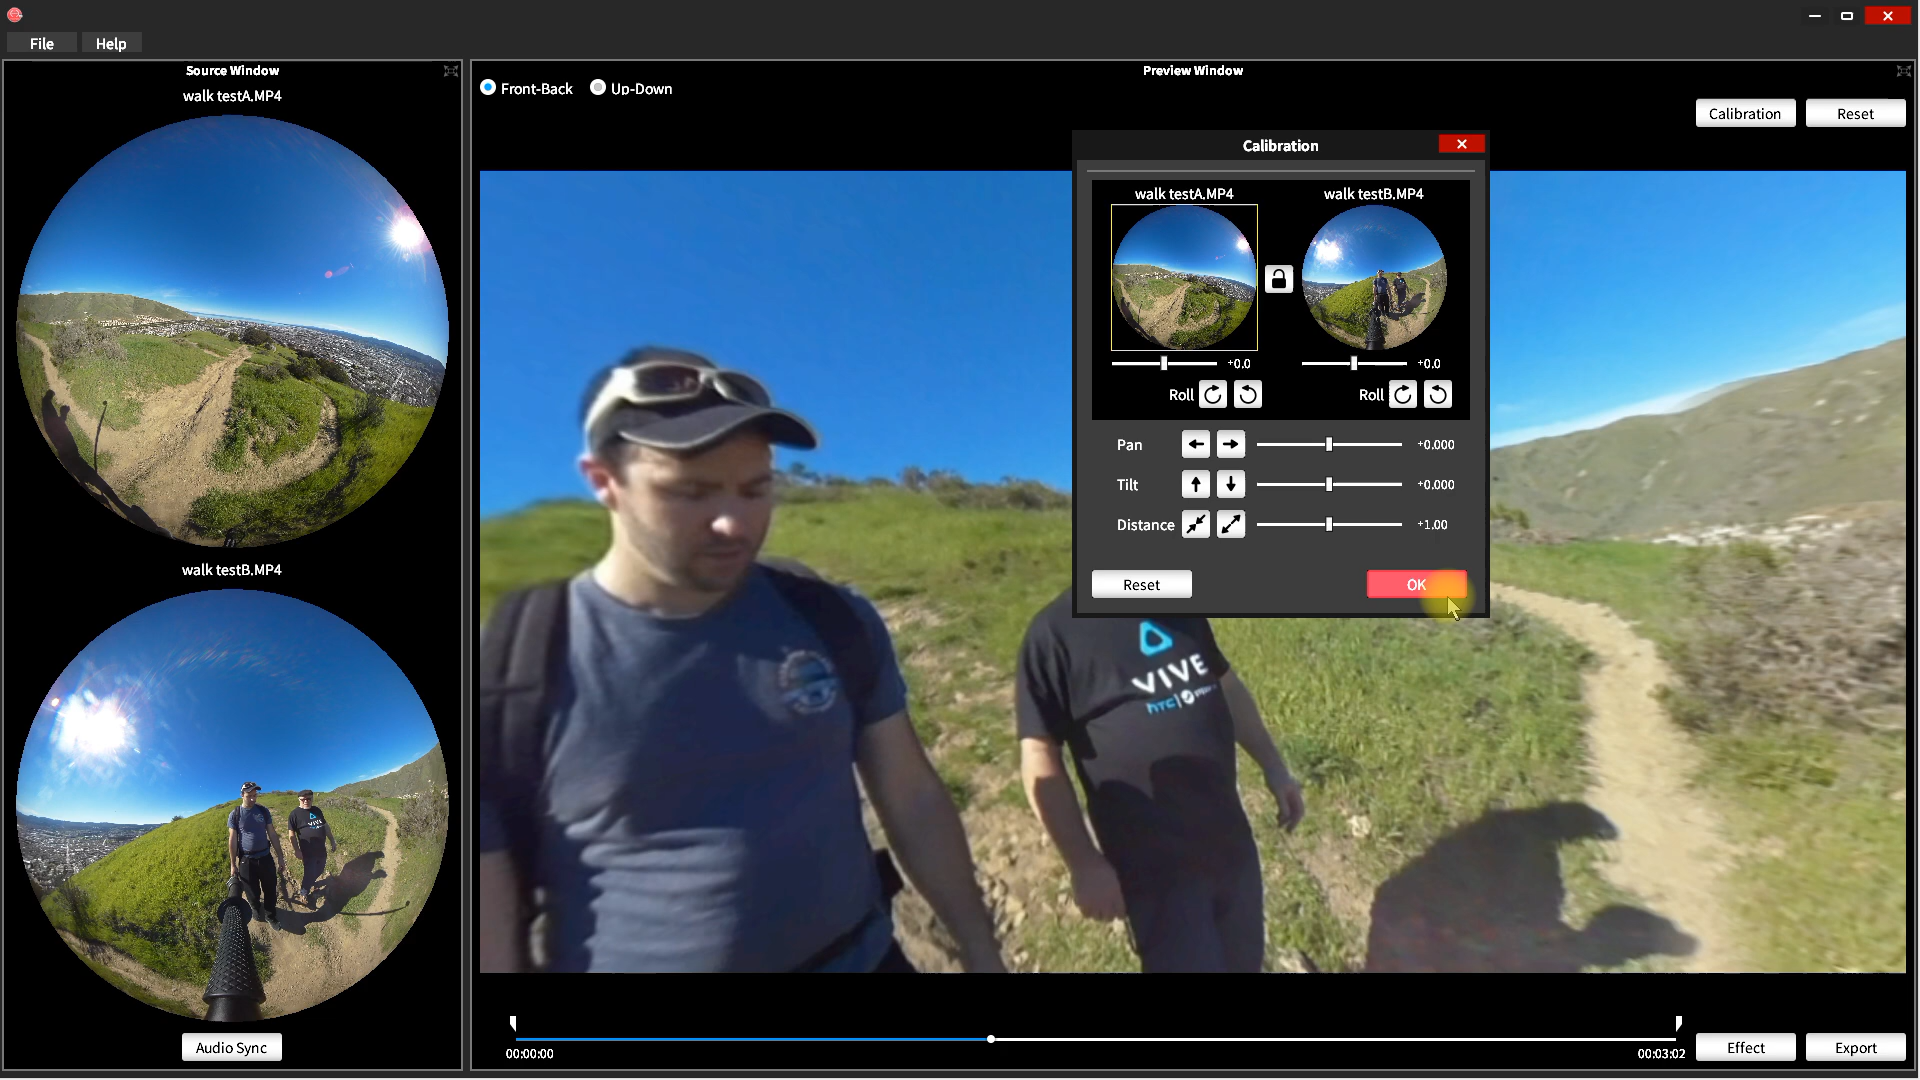 File Help
Source Window
walk testA.MP4
walk testB.MP4
Audio Sync
Preview Window
Front-Back Up-Down
Calibration Reset
Calibration
walk testA.MP4 walk testB.MP4
+0.0 +0.0
Roll Roll
Pan +0.000
Tilt +0.000
Distance +1.00
Reset OK
VIVE
htc
VIVE
00:00:00 00:03:02
Effect Export